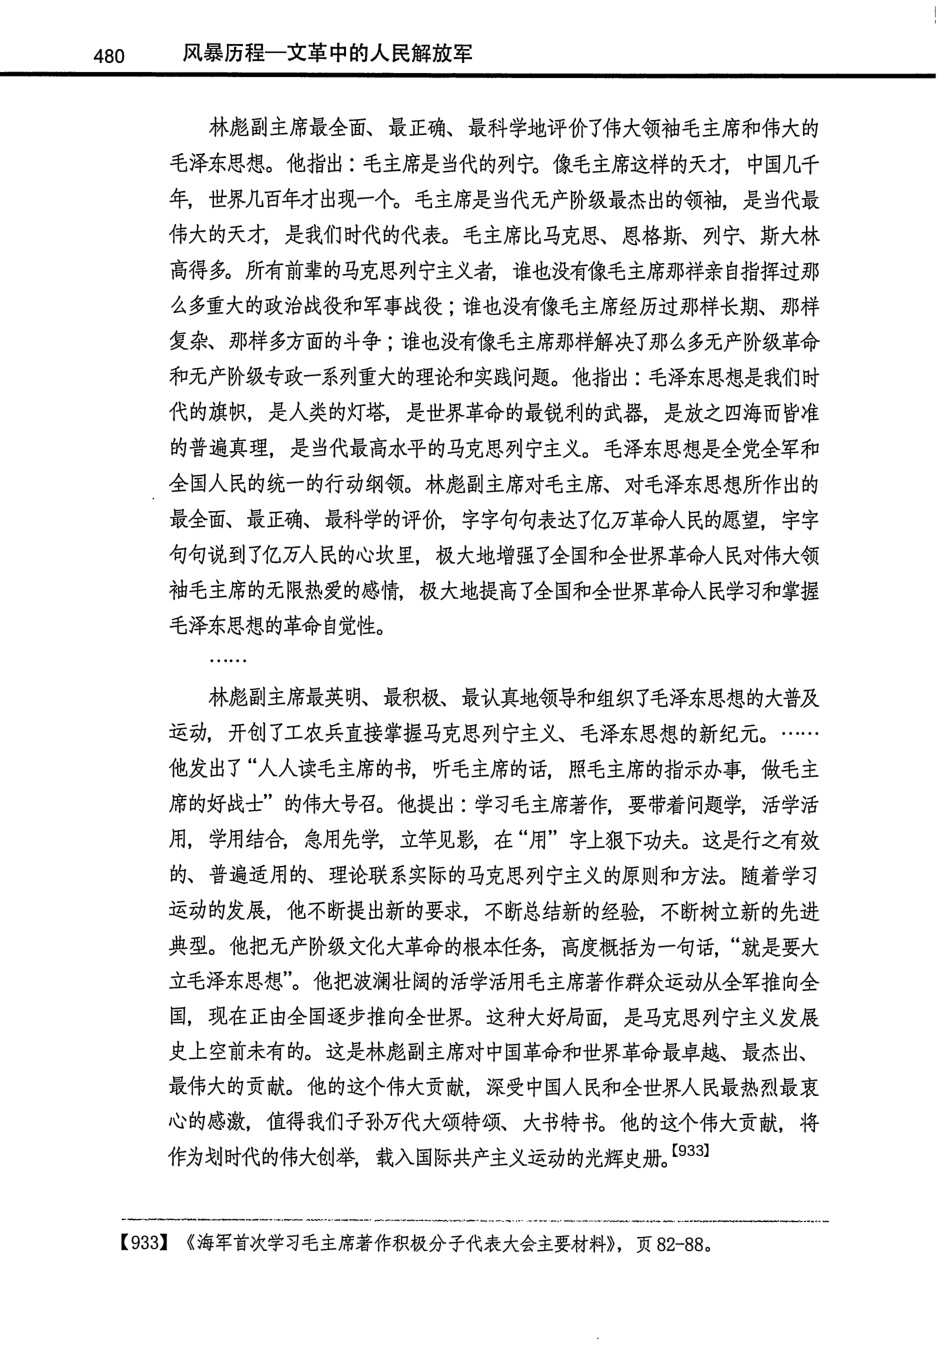 480 风暴历程—文革中的人民解放军
林彪副主席最全面、最正确、最科学地评价了伟大领袖毛主席和伟大的
毛泽东思想。他指出：毛主席是当代的列宁。像毛主席这样的天才，中国几千
年，世界几百年才出现一个。毛主席是当代无产阶级最杰出的领袖，是当代最
伟大的天才，是我们时代的代表。毛主席比马克思、恩格斯、列宁、斯大林
高得多。所有前辈的马克思列宁主义者，谁也没有像毛主席那祥亲自指挥过那
么多重大的政治战役和军事战役；谁也没有像毛主席经历过那样长期、那样
复杂、那样多方面的斗争；谁也没有像毛主席那样解决了那么多无产阶级革命
和无产阶级专政一系列重大的理论和实践问题。他指出：毛泽东思想是我们时
代的旗帜，是人类的灯塔，是世界革命的最锐利的武器，是放之四海而皆准
的普遍真理，是当代最高水平的马克思列宁主义。毛泽东思想是全党全军和
全国人民的统一的行动纲领。林彪副主席对毛主席、对毛泽东思想所作出的
最全面、最正确、最科学的评价，字字句句表达了亿万革命人民的愿望，字字
句句说到了亿万人民的心坎里，极大地增强了全国和全世界革命人民对伟大领
袖毛主席的无限热爱的感情，极大地提高了全国和全世界革命人民学习和掌握
毛泽东思想的革命自觉性。
……
林彪副主席最英明、最积极、最认真地领导和组织了毛泽东思想的大普及
运动，开创了工农兵直接掌握马克思列宁主义、毛泽东思想的新纪元。……
他发出了“人人读毛主席的书，听毛主席的话，照毛主席的指示办事，做毛主
席的好战士”的伟大号召。他提出：学习毛主席著作，要带着问题学，活学活
用，学用结合，急用先学，立竿见影，在“用”字上狠下功夫。这是行之有效
的、普遍适用的、理论联系实际的马克思列宁主义的原则和方法。随着学习
运动的发展，他不断提出新的要求，不断总结新的经验，不断树立新的先进
典型。他把无产阶级文化大革命的根本任务，高度概括为一句话，“就是要大
立毛泽东思想”。他把波澜壮阔的活学活用毛主席著作群众运动从全军推向全
国，现在正由全国逐步推向全世界。这种大好局面，是马克思列宁主义发展
史上空前未有的。这是林彪副主席对中国革命和世界革命最卓越、最杰出、
最伟大的贡献。他的这个伟大贡献，深受中国人民和全世界人民最热烈最衷
心的感激，值得我们子孙万代大颂特颂、大书特书。他的这个伟大贡献，将
作为划时代的伟大创举，载入国际共产主义运动的光辉史册。【933】
【933】《海军首次学习毛主席著作积极分子代表大会主要材料》，页 82-88。